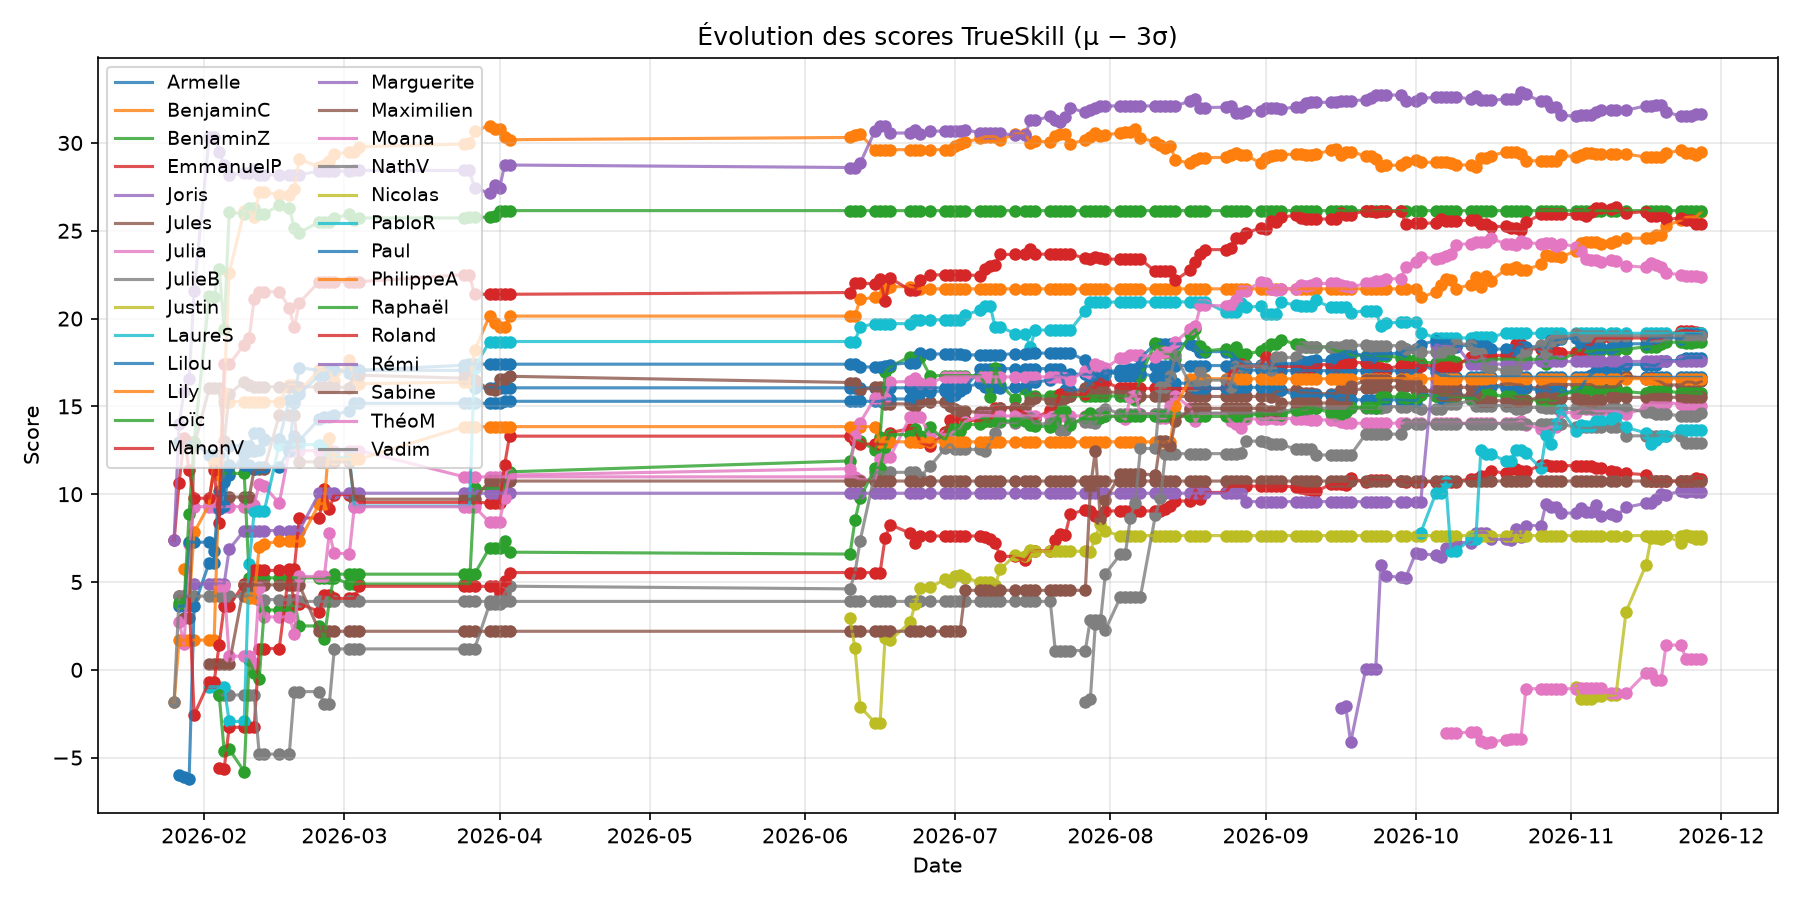 Évolution des scores TrueSkill (μ − 3σ)
Armelle
BenjaminC
BenjaminZ
EmmanuelP
Joris
Jules
Julia
JulieB
Justin
LaureS
Lilou
Lily
Loïc
ManonV
Marguerite
Maximilien
Moana
NathV
Nicolas
PabloR
Paul
PhilippeA
Raphaël
Roland
Rémi
Sabine
ThéoM
Vadim
Score
30
25
20
15
10
5
0
−5
2026-02 2026-03 2026-04 2026-05 2026-06 2026-07 2026-08 2026-09 2026-10 2026-11 2026-12
Date